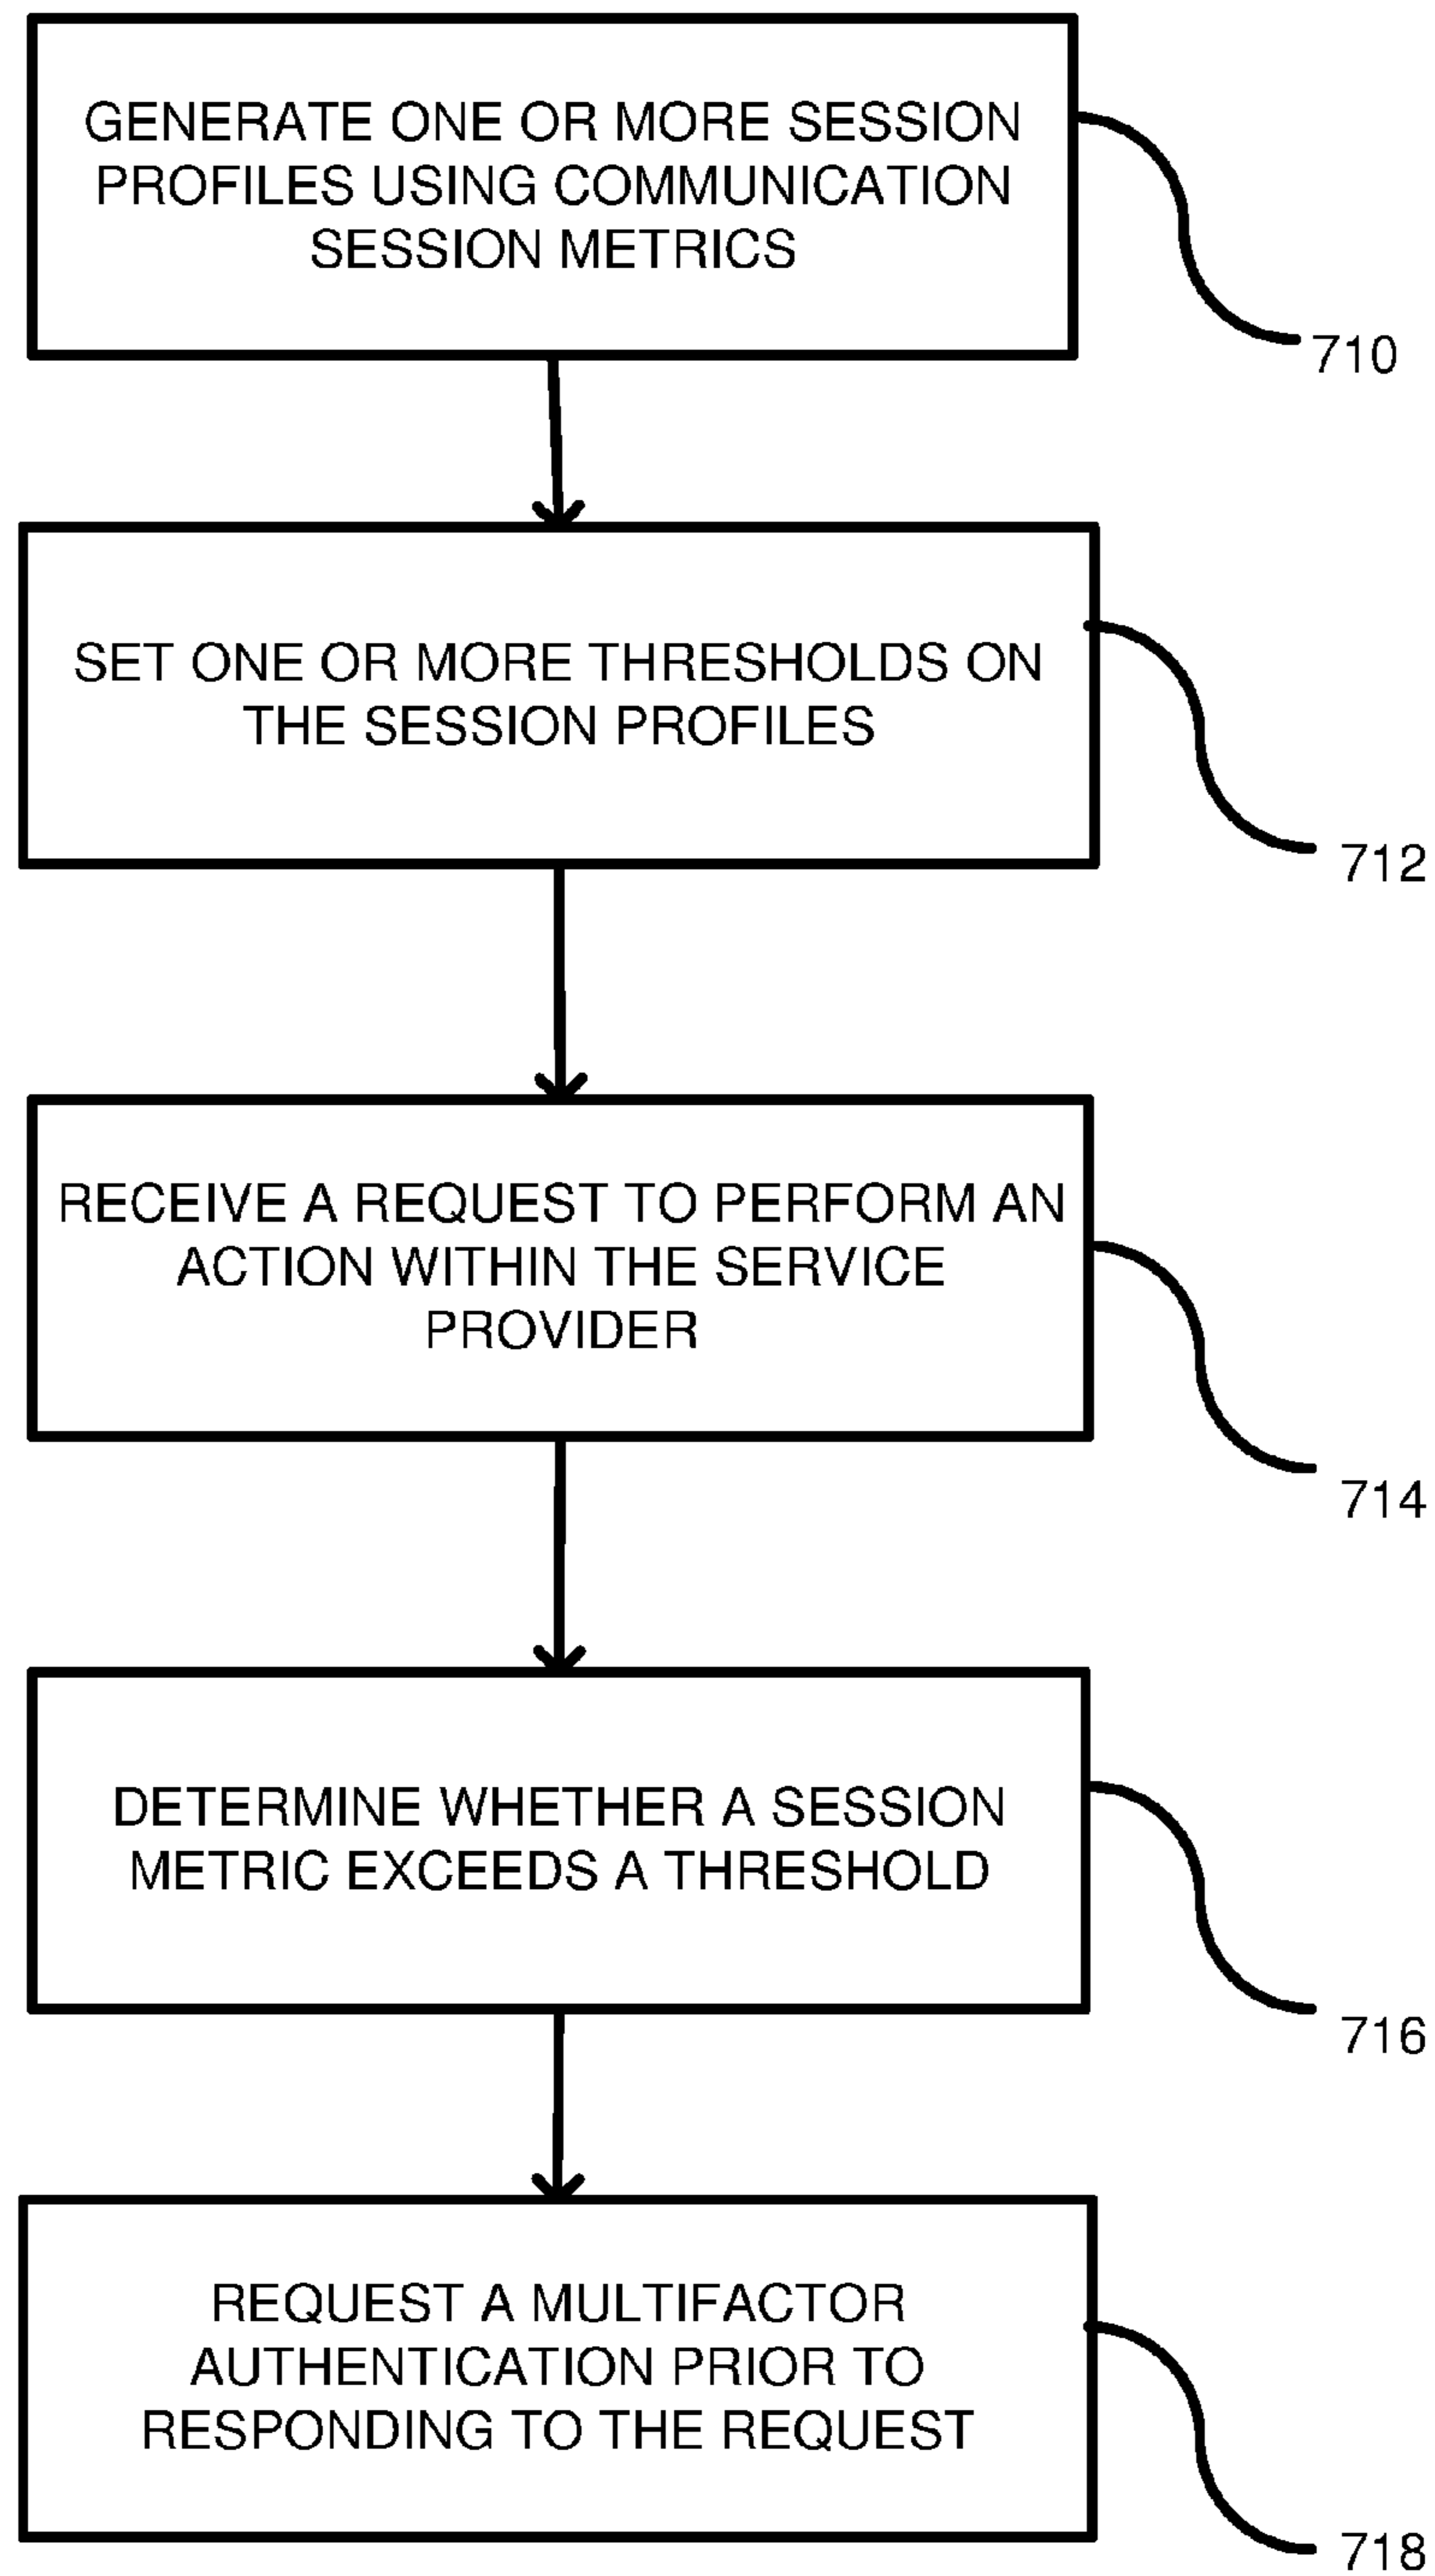 GENERATE ONE OR MORE SESSION
PROFILES USING COMMUNICATION
SESSION METRICS
710
SET ONE OR MORE THRESHOLDS ON
THE SESSION PROFILES
712
RECEIVE A REQUEST TO PERFORM AN
ACTION WITHIN THE SERVICE
PROVIDER
714
DETERMINE WHETHER A SESSION
METRIC EXCEEDS A THRESHOLD
716
REQUEST A MULTIFACTOR
AUTHENTICATION PRIOR TO
RESPONDING TO THE REQUEST
718